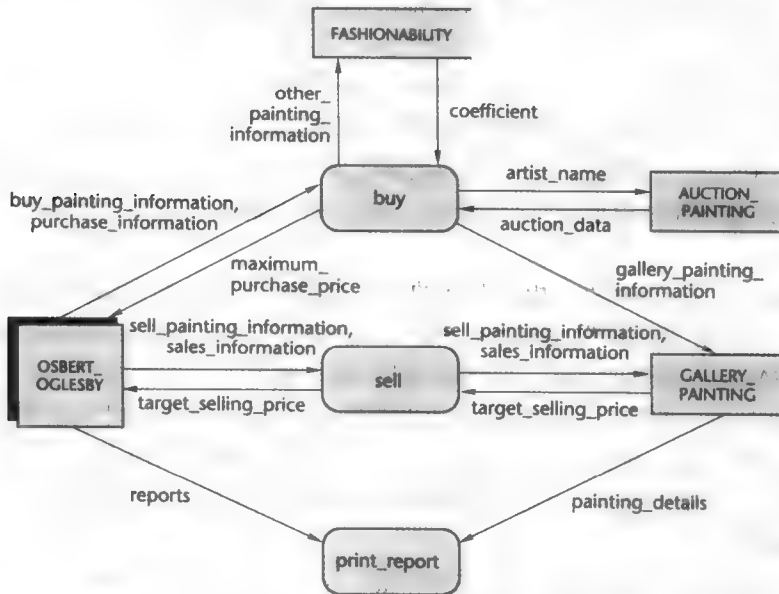 FASHIONABILITY
other_
painting_
information
coefficient
buy_painting_information,
purchase_information
buy
artist_name
auction_data
AUCTION_
PAINTING
maximum_
purchase_price
gallery_painting_
information
OSBERT_
OGLESBY
sell_painting_information,
sales_information
target_selling_price
sell
sell_painting_information,
sales_information
target_selling_price
GALLERY_
PAINTING
reports
painting_details
print_report